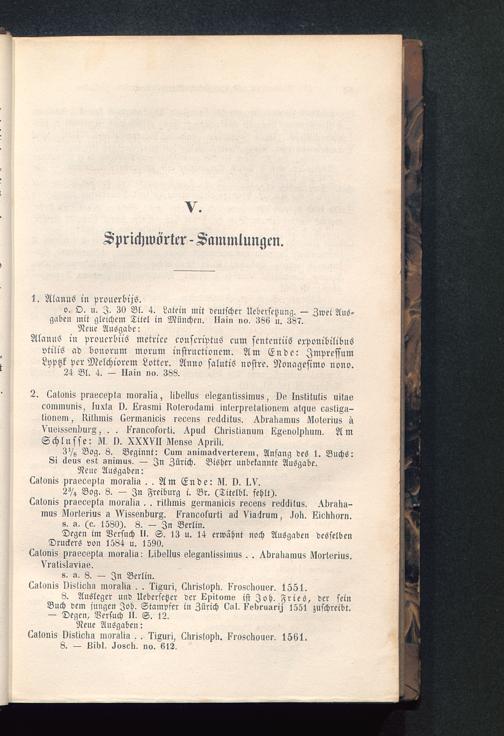 V.
Sprichwörter-Sammlungen.
1. Alanus in prouerbijs.
o. O. u. J. 30 Bl. 4. Latein mit deutscher Uebersetzung. — Zwei Aus-
gaben mit gleichem Titel in München. Hain no. 386 u. 387.
Neue Ausgabe:
Alanus in prouerbiis metrice conscriptus cum sententiis exponibilibus
vtilis ad bonorum morum instructionem. Am Ende: Impressum
Lyptzk per Melchiorem Lotter. Anno salutis nostre. Nonagesimo nono.
24 Bl. 4. — Hain no. 388.
2. Catonis praecepta moralia, libellus elegantissimus, De Institutis uitae
communis, Iuxta D. Erasmi Roterodami interpretationem atque castiga-
tionem, Rithmis Germanicis recens redditus. Abrahamus Moterius à
Vueissenburg, . . Francoforti. Apud Christianum Egenolphum. Am
Schlusse: M. D. XXXVII Mense Aprili.
3⅛ Bog. 8. Beginnt: Cum animadverterem, Anfang des 1. Buchs:
Si deus est animus. — In Zürich. Bisher unbekannte Ausgabe.
Neue Ausgaben:
Catonis praecepta moralia . . Am Ende: M. D. LV.
2¾ Bog. 8. — In Freiburg i. Br. (Titelbl. fehlt).
Catonis praecepta moralia . . rithmis germanicis recens redditus. Abraha-
mus Morterius a Wissenburg. Francofurti ad Viadrum, Joh. Eichhorn.
s. a. (c. 1580). 8. — In Berlin.
Degen im Versuch II. S. 13 u. 14 erwähnt noch Ausgaben desselben
Druckers von 1584 u. 1590.
Catonis praecepta moralia: Libellus elegantissimus . . Abrahamus Morterius.
Vratislaviae.
s. a. 8. — In Berlin.
Catonis Disticha moralia . . Tiguri, Christoph. Froschouer. 1551.
8. Ausleger und Uebersetzer der Epitome ist Joh. Fries, der sein
Buch dem jungen Joh. Stampfer in Zürich Cal. Februarij 1551 zuschreibt.
— Degen, Versuch II. S. 12.
Neue Ausgaben:
Catonis Disticha moralia . . Tiguri, Christoph. Froschouer. 1561.
8. — Bibl. Josch. no. 612.